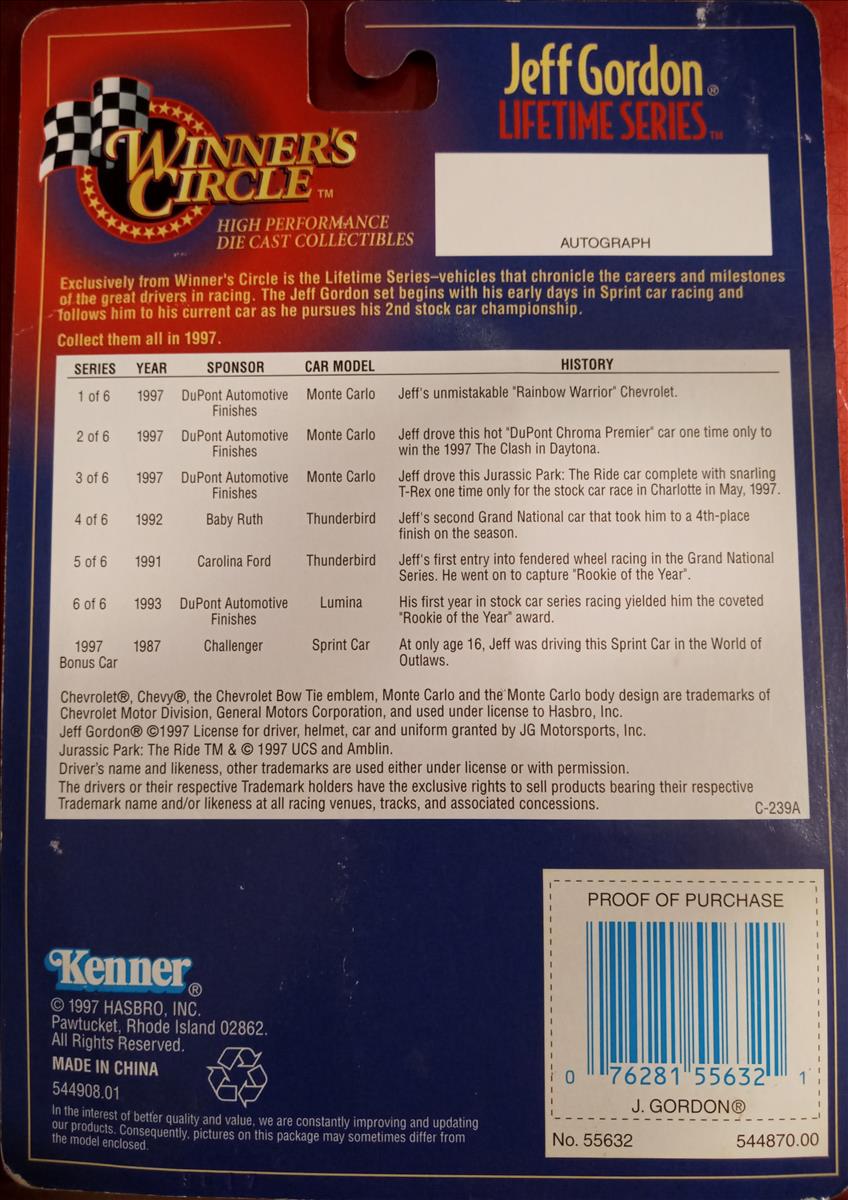 Jeff Gordon®
LIFETIME SERIES™
WINNER'S
CIRCLE™
HIGH PERFORMANCE
DIE CAST COLLECTIBLES
AUTOGRAPH
Exclusively from Winner's Circle is the Lifetime Series–vehicles that chronicle the careers and milestones
of the great drivers in racing. The Jeff Gordon set begins with his early days in Sprint car racing and
follows him to his current car as he pursues his 2nd stock car championship.
Collect them all in 1997.
SERIES YEAR SPONSOR CAR MODEL HISTORY
1 of 6 1997 DuPont Automotive Monte Carlo Jeff's unmistakable "Rainbow Warrior" Chevrolet.
Finishes
2 of 6 1997 DuPont Automotive Monte Carlo Jeff drove this hot "DuPont Chroma Premier" car one time only to
Finishes win the 1997 The Clash in Daytona.
3 of 6 1997 DuPont Automotive Monte Carlo Jeff drove this Jurassic Park: The Ride car complete with snarling
Finishes T-Rex one time only for the stock car race in Charlotte in May, 1997.
4 of 6 1992 Baby Ruth Thunderbird Jeff's second Grand National car that took him to a 4th-place
finish on the season.
5 of 6 1991 Carolina Ford Thunderbird Jeff's first entry into fendered wheel racing in the Grand National
Series. He went on to capture "Rookie of the Year".
6 of 6 1993 DuPont Automotive Lumina His first year in stock car series racing yielded him the coveted
Finishes "Rookie of the Year" award.
1997 1987 Challenger Sprint Car At only age 16, Jeff was driving this Sprint Car in the World of
Bonus Car Outlaws.
Chevrolet®, Chevy®, the Chevrolet Bow Tie emblem, Monte Carlo and the Monte Carlo body design are trademarks of
Chevrolet Motor Division, General Motors Corporation, and used under license to Hasbro, Inc.
Jeff Gordon® ©1997 License for driver, helmet, car and uniform granted by JG Motorsports, Inc.
Jurassic Park: The Ride TM & © 1997 UCS and Amblin.
Driver's name and likeness, other trademarks are used either under license or with permission.
The drivers or their respective Trademark holders have the exclusive rights to sell products bearing their respective
Trademark name and/or likeness at all racing venues, tracks, and associated concessions.
C-239A
Kenner®
© 1997 HASBRO, INC.
Pawtucket, Rhode Island 02862.
All Rights Reserved.
MADE IN CHINA
544908.01
In the interest of better quality and value, we are constantly improving and updating
our products. Consequently, pictures on this package may sometimes differ from
the model enclosed.
PROOF OF PURCHASE
0 76281 55632 1
J. GORDON®
No. 55632 544870.00